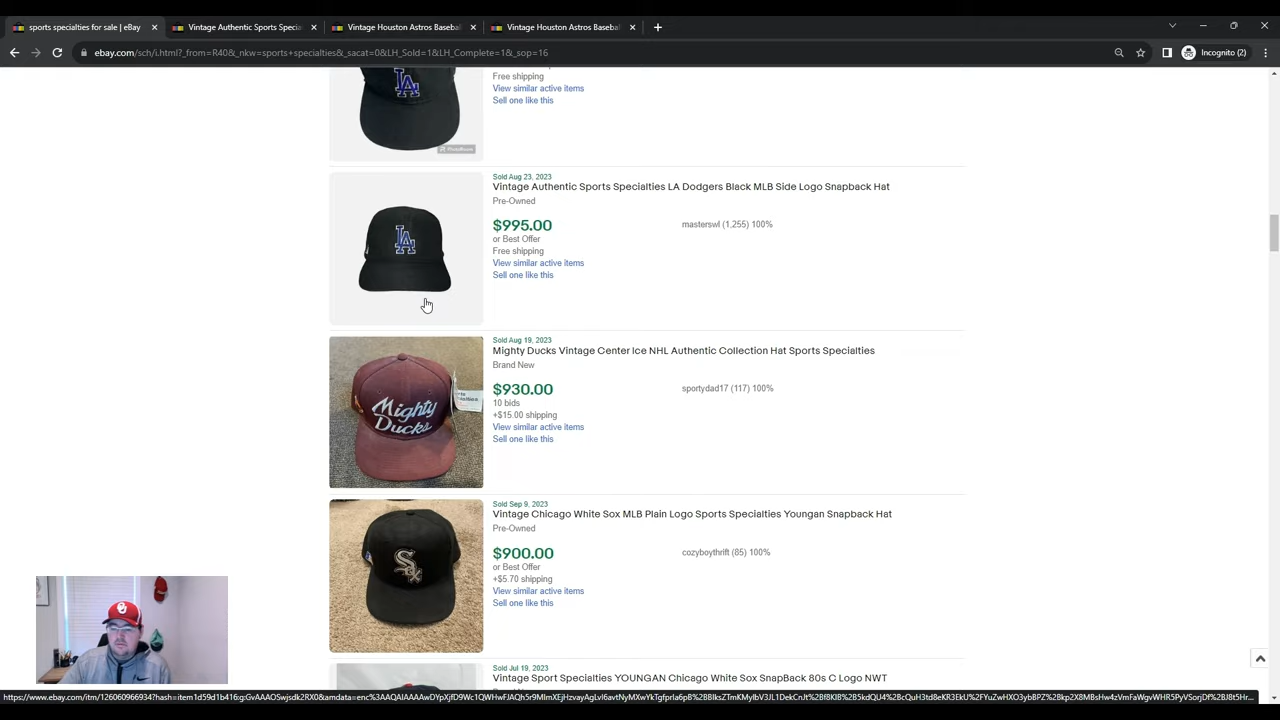 sports specialties for sale | eBay
Vintage Authentic Sports Special
Vintage Houston Astros Baseball
Vintage Houston Astros Baseball
Incognito (2)
ebay.com/sch/i.html?_from=R40&_nkw=sports+specialties&_sacat=0&LH_Sold=1&LH_Complete=1&_sop=16
Free shipping
View similar active items
Sell one like this
LA
Sold Aug 23, 2023
Vintage Authentic Sports Specialties LA Dodgers Black MLB Side Logo Snapback Hat
Pre-Owned
$995.00
masterswl (1,255) 100%
or Best Offer
Free shipping
View similar active items
Sell one like this
LA
Sold Aug 19, 2023
Mighty Ducks Vintage Center Ice NHL Authentic Collection Hat Sports Specialties
Brand New
$930.00
sportydad17 (117) 100%
10 bids
+$15.00 shipping
View similar active items
Sell one like this
Mighty
Ducks
Sold Sep 9, 2023
Vintage Chicago White Sox MLB Plain Logo Sports Specialties Youngan Snapback Hat
Pre-Owned
$900.00
cozyboythrift (85) 100%
or Best Offer
+$5.70 shipping
View similar active items
Sell one like this
Sox
Sold Jul 19, 2023
Vintage Sport Specialties YOUNGAN Chicago White Sox SnapBack 80s C Logo NWT